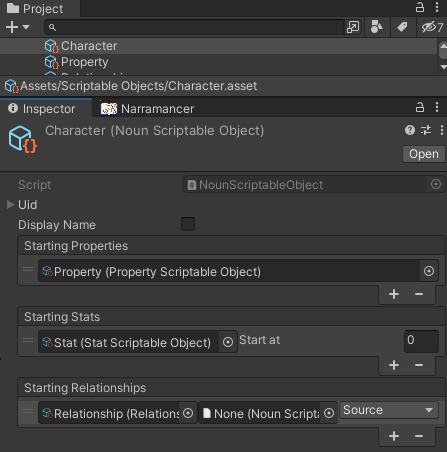 Project
7
Character
Property
Assets/Scriptable Objects/Character.asset
Inspector
Narramancer
Character (Noun Scriptable Object)
Open
Script
NounScriptableObject
Uid
Display Name
Starting Properties
Property (Property Scriptable Object)
Starting Stats
Stat (Stat Scriptable Object)
Start at
0
Starting Relationships
Relationship (Relations
None (Noun Scripta
Source